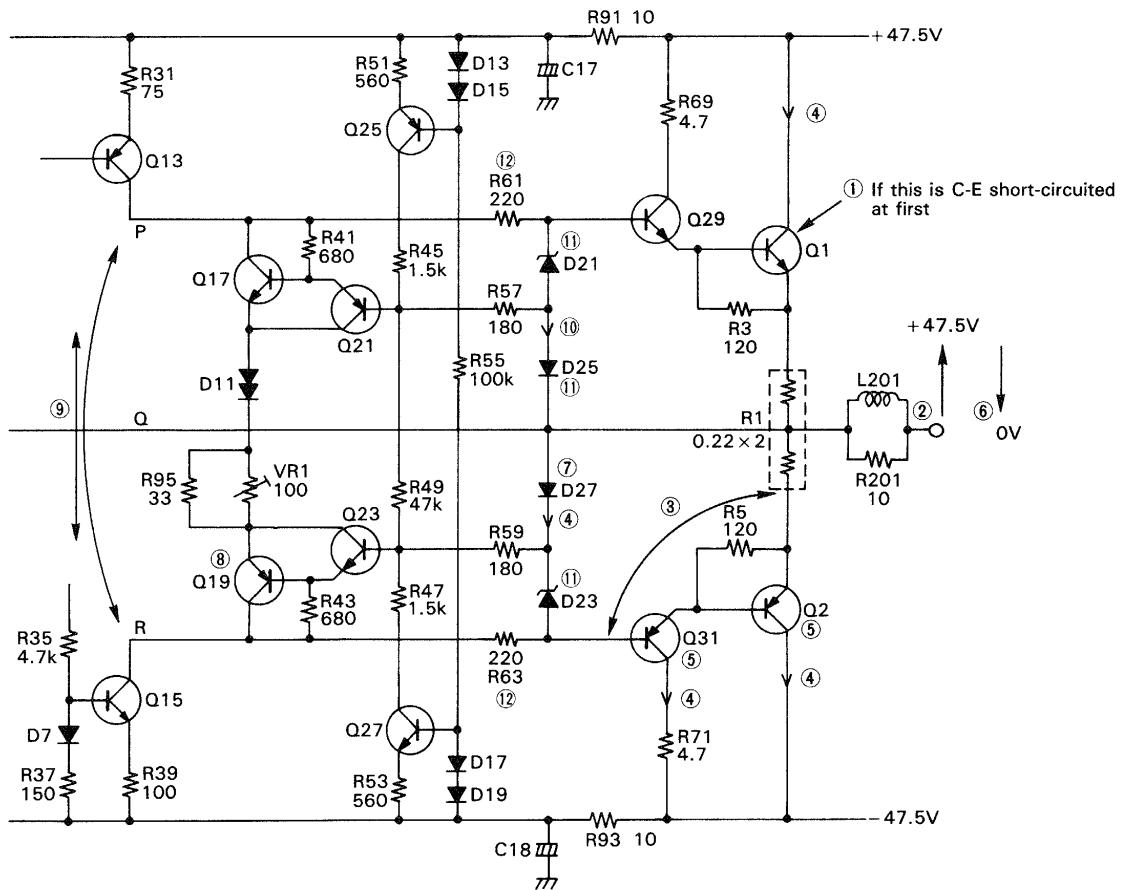 R91 10
+47.5V
R31
75
R51
560
D13
D15
C17
R69
4.7
④
Q25
Q13
⑫
R61
220
① If this is C-E short-circuited
at first
P
Q29
Q1
R41
680
R45
1.5k
⑪
D21
Q17
R57
180
⑩
R3
120
Q21
+47.5V
D11
R55
100k
D25
⑪
L201
⑨
Q
R1
0.22×2
②
⑥
0V
R201
10
R95
33
VR1
100
R49
47k
⑦
D27
④
③
R5
120
Q23
R59
180
⑧
Q19
⑪
D23
R43
680
R47
1.5k
Q2
⑤
R35
4.7k
R
220
R63
⑫
Q31
⑤
④
④
Q15
Q27
D7
R71
4.7
D17
D19
R37
150
R39
100
R53
560
-47.5V
R93 10
C18